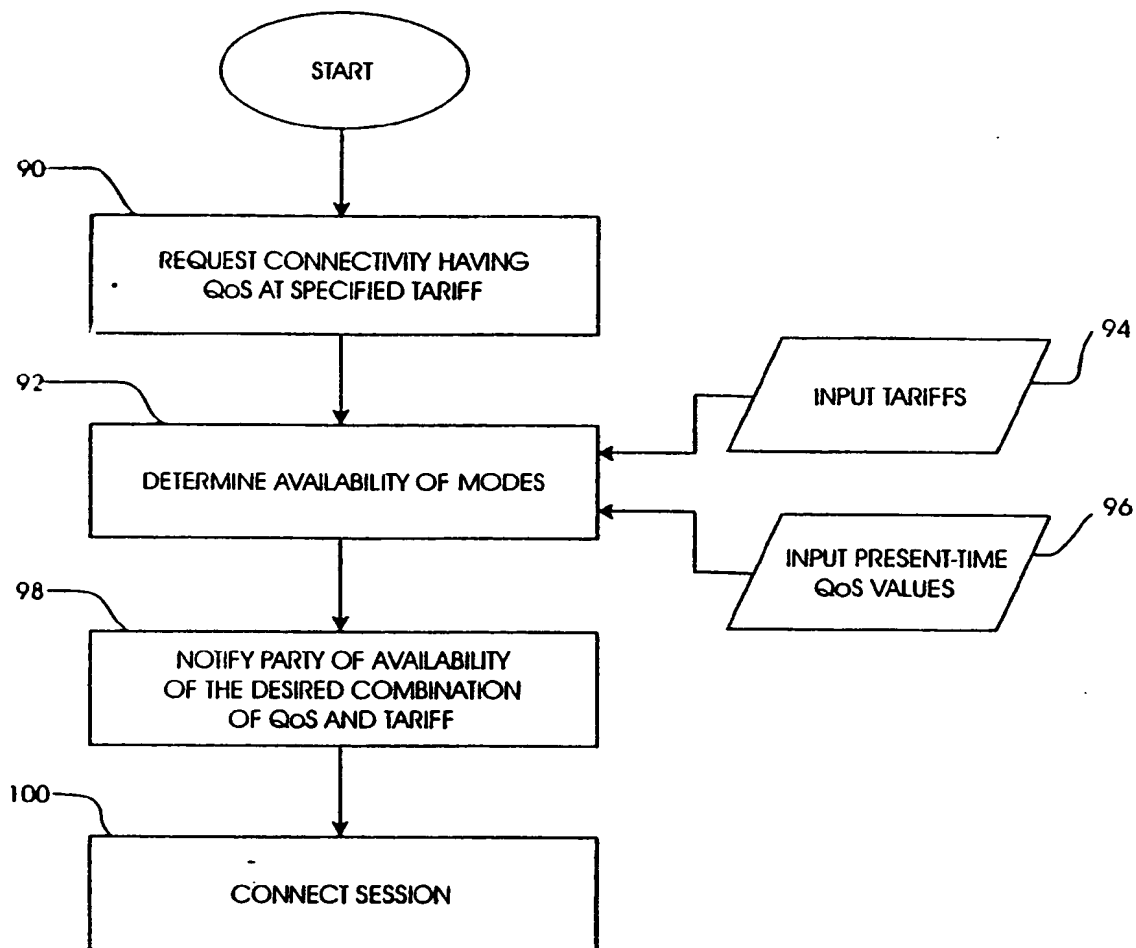 START
90
REQUEST CONNECTIVITY HAVING
QoS AT SPECIFIED TARIFF
92
DETERMINE AVAILABILITY OF MODES
94
INPUT TARIFFS
96
INPUT PRESENT-TIME
QoS VALUES
98
NOTIFY PARTY OF AVAILABILITY
OF THE DESIRED COMBINATION
OF QoS AND TARIFF
100
CONNECT SESSION